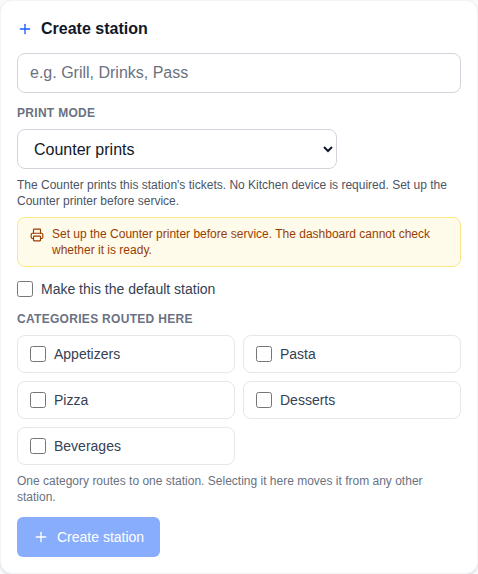 Create station
e.g. Grill, Drinks, Pass
PRINT MODE
Counter prints
The Counter prints this station's tickets. No Kitchen device is required. Set up the
Counter printer before service.
Set up the Counter printer before service. The dashboard cannot check
whether it is ready.
Make this the default station
CATEGORIES ROUTED HERE
Appetizers
Pasta
Pizza
Desserts
Beverages
One category routes to one station. Selecting it here moves it from any other
station.
Create station